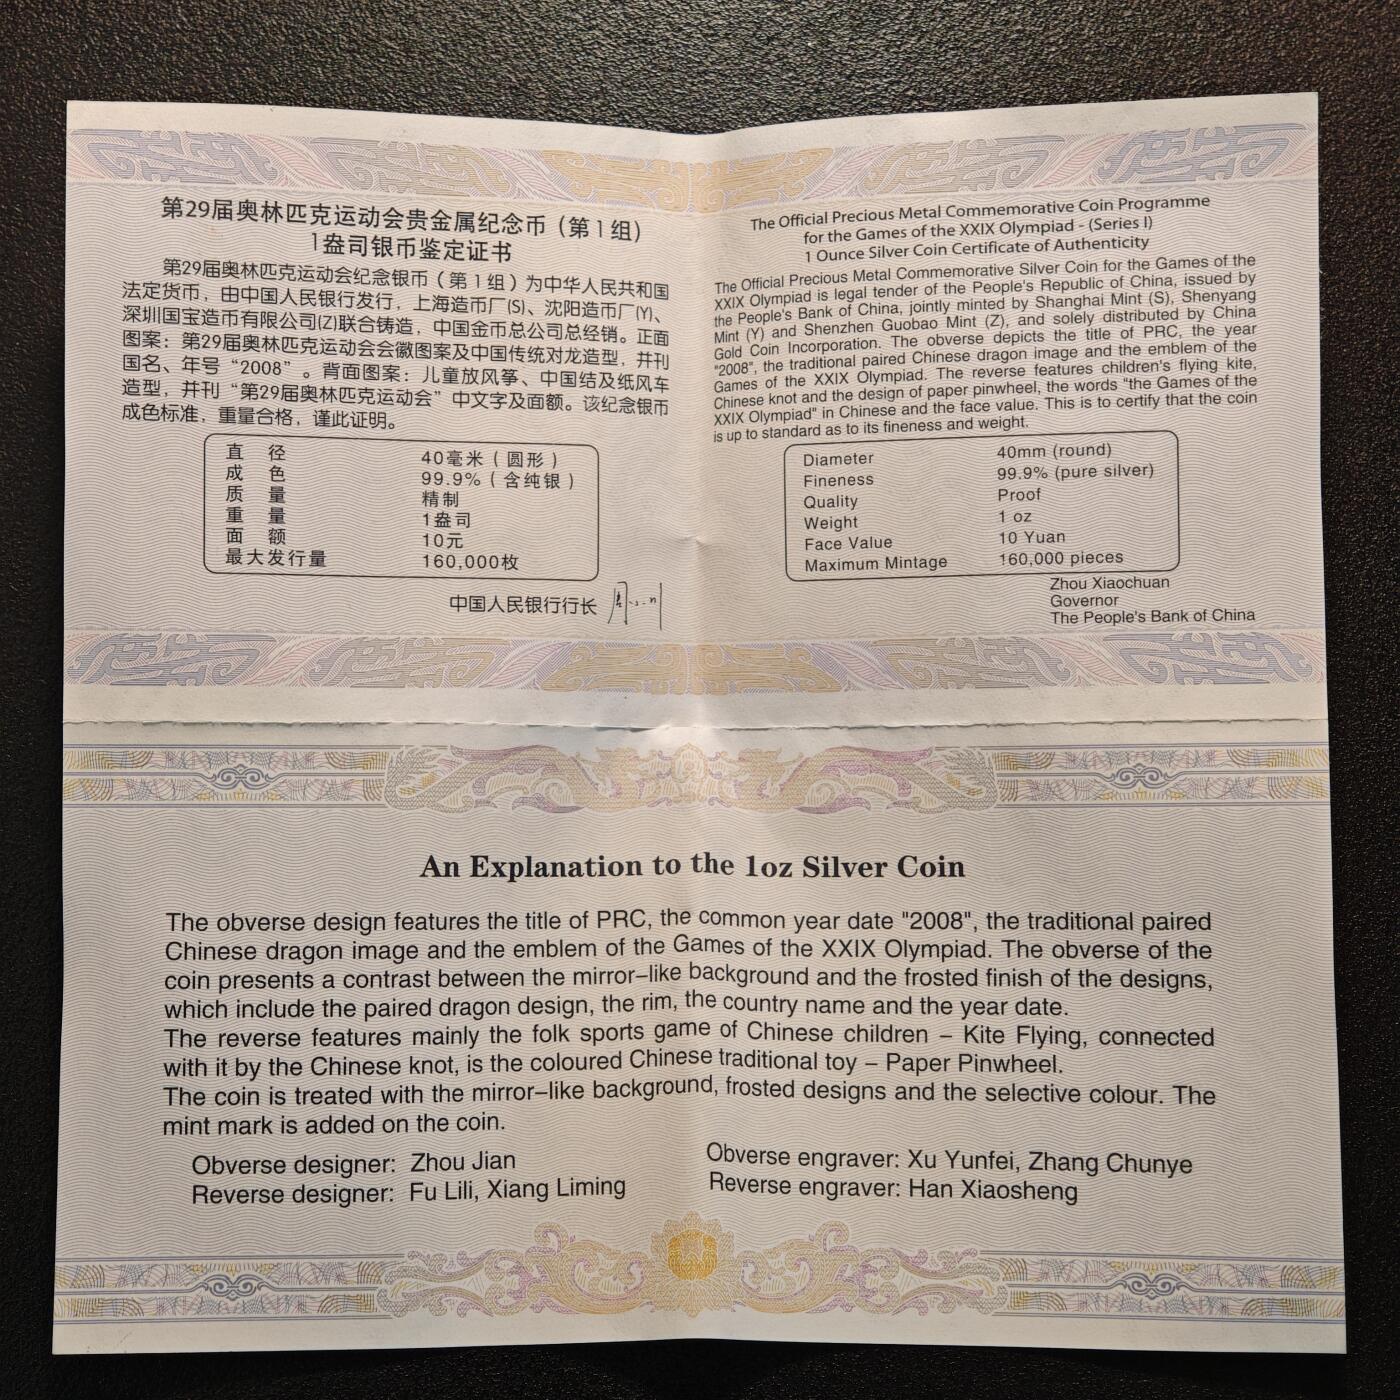 第29届奥林匹克运动会贵金属纪念币（第1组）
1盎司银币鉴定证书
第29届奥林匹克运动会纪念银币（第1组）为中华人民共和国
法定货币，由中国人民银行发行，上海造币厂(S)、沈阳造币厂(Y)、
深圳国宝造币有限公司(Z)联合铸造，中国金币总公司总经销。正面
图案：第29届奥林匹克运动会会徽图案及中国传统对龙造型，并刊
国名、年号“2008”。背面图案：儿童放风筝、中国结及纸风车
造型，并刊“第29届奥林匹克运动会”中文字及面额。该纪念银币
成色标准，重量合格，谨此证明。
直 径 40毫米（圆形）
成 色 99.9%（含纯银）
质 量 精制
重 量 1盎司
面 额 10元
最大发行量 160,000枚
中国人民银行行长
The Official Precious Metal Commemorative Coin Programme
for the Games of the XXIX Olympiad - (Series I)
1 Ounce Silver Coin Certificate of Authenticity
The Official Precious Metal Commemorative Silver Coin for the Games of the
XXIX Olympiad is legal tender of the People's Republic of China, issued by
the People's Bank of China, jointly minted by Shanghai Mint (S), Shenyang
Mint (Y) and Shenzhen Guobao Mint (Z), and solely distributed by China
Gold Coin Incorporation. The obverse depicts the title of PRC, the year
"2008", the traditional paired Chinese dragon image and the emblem of the
Games of the XXIX Olympiad. The reverse features children's flying kite,
Chinese knot and the design of paper pinwheel, the words "the Games of the
XXIX Olympiad" in Chinese and the face value. This is to certify that the coin
is up to standard as to its fineness and weight.
Diameter 40mm (round)
Fineness 99.9% (pure silver)
Quality Proof
Weight 1 oz
Face Value 10 Yuan
Maximum Mintage 160,000 pieces
Zhou Xiaochuan
Governor
The People's Bank of China
An Explanation to the 1oz Silver Coin
The obverse design features the title of PRC, the common year date "2008", the traditional paired
Chinese dragon image and the emblem of the Games of the XXIX Olympiad. The obverse of the
coin presents a contrast between the mirror–like background and the frosted finish of the designs,
which include the paired dragon design, the rim, the country name and the year date.
The reverse features mainly the folk sports game of Chinese children – Kite Flying, connected
with it by the Chinese knot, is the coloured Chinese traditional toy – Paper Pinwheel.
The coin is treated with the mirror–like background, frosted designs and the selective colour. The
mint mark is added on the coin.
Obverse designer: Zhou Jian Obverse engraver: Xu Yunfei, Zhang Chunye
Reverse designer: Fu Lili, Xiang Liming Reverse engraver: Han Xiaosheng